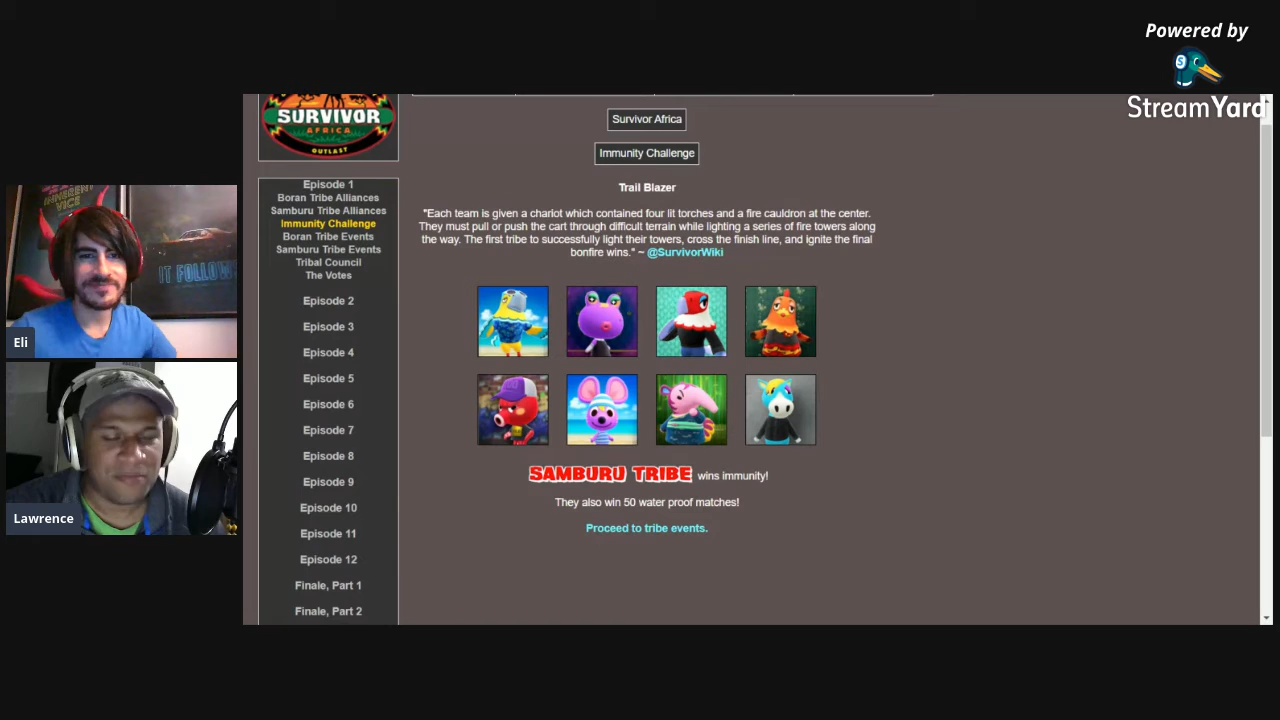 Powered by
StreamYard
SURVIVOR
AFRICA
OUTLAST
Survivor Africa
Immunity Challenge
Episode 1
Boran Tribe Alliances
Samburu Tribe Alliances
Immunity Challenge
Boran Tribe Events
Samburu Tribe Events
Tribal Council
The Votes
Episode 2
Episode 3
Episode 4
Episode 5
Episode 6
Episode 7
Episode 8
Episode 9
Episode 10
Episode 11
Episode 12
Finale, Part 1
Finale, Part 2
Trail Blazer
"Each team is given a chariot which contained four lit torches and a fire cauldron at the center.
They must pull or push the cart through difficult terrain while lighting a series of fire towers along
the way. The first tribe to successfully light their towers, cross the finish line, and ignite the final
bonfire wins." ~ @SurvivorWiki
SAMBURU TRIBE wins immunity!
They also win 50 water proof matches!
Proceed to tribe events.
INHERENT
VICE
IT FOLLOWS
Eli
Lawrence